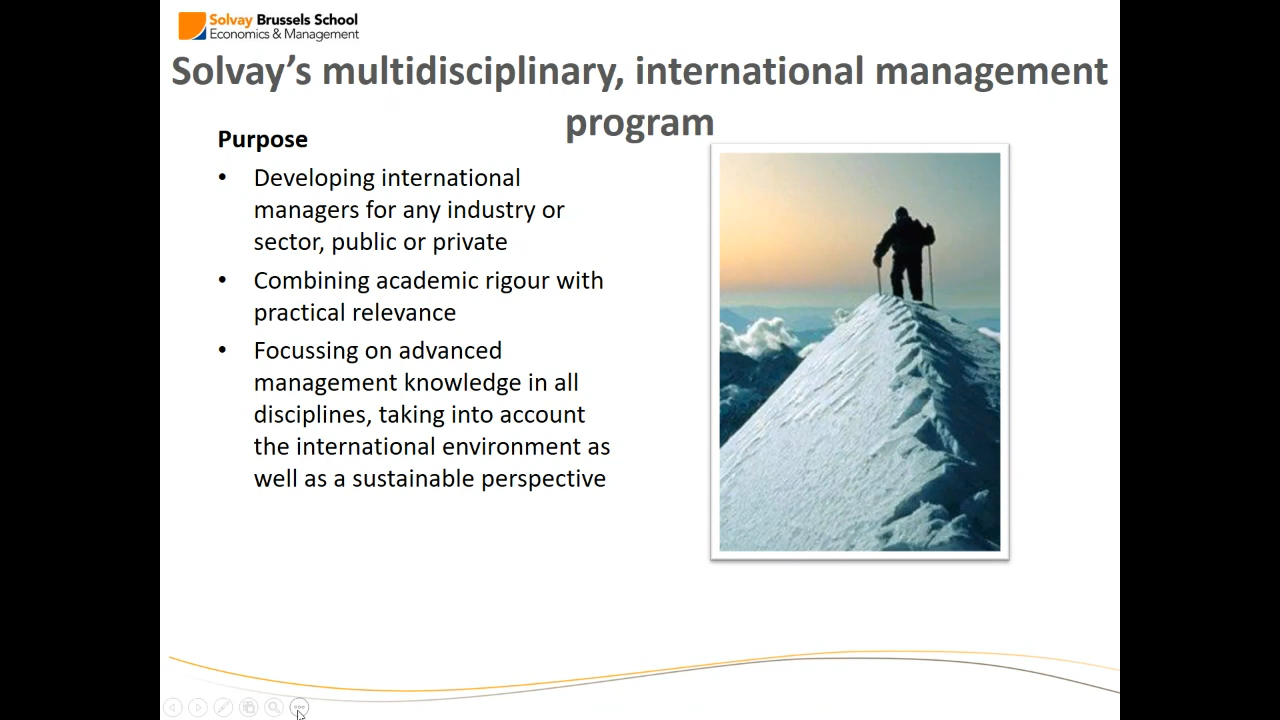 Solvay Brussels School
Economics & Management
Solvay’s multidisciplinary, international management
program
Purpose
• Developing international
managers for any industry or
sector, public or private
• Combining academic rigour with
practical relevance
• Focussing on advanced
management knowledge in all
disciplines, taking into account
the international environment as
well as a sustainable perspective